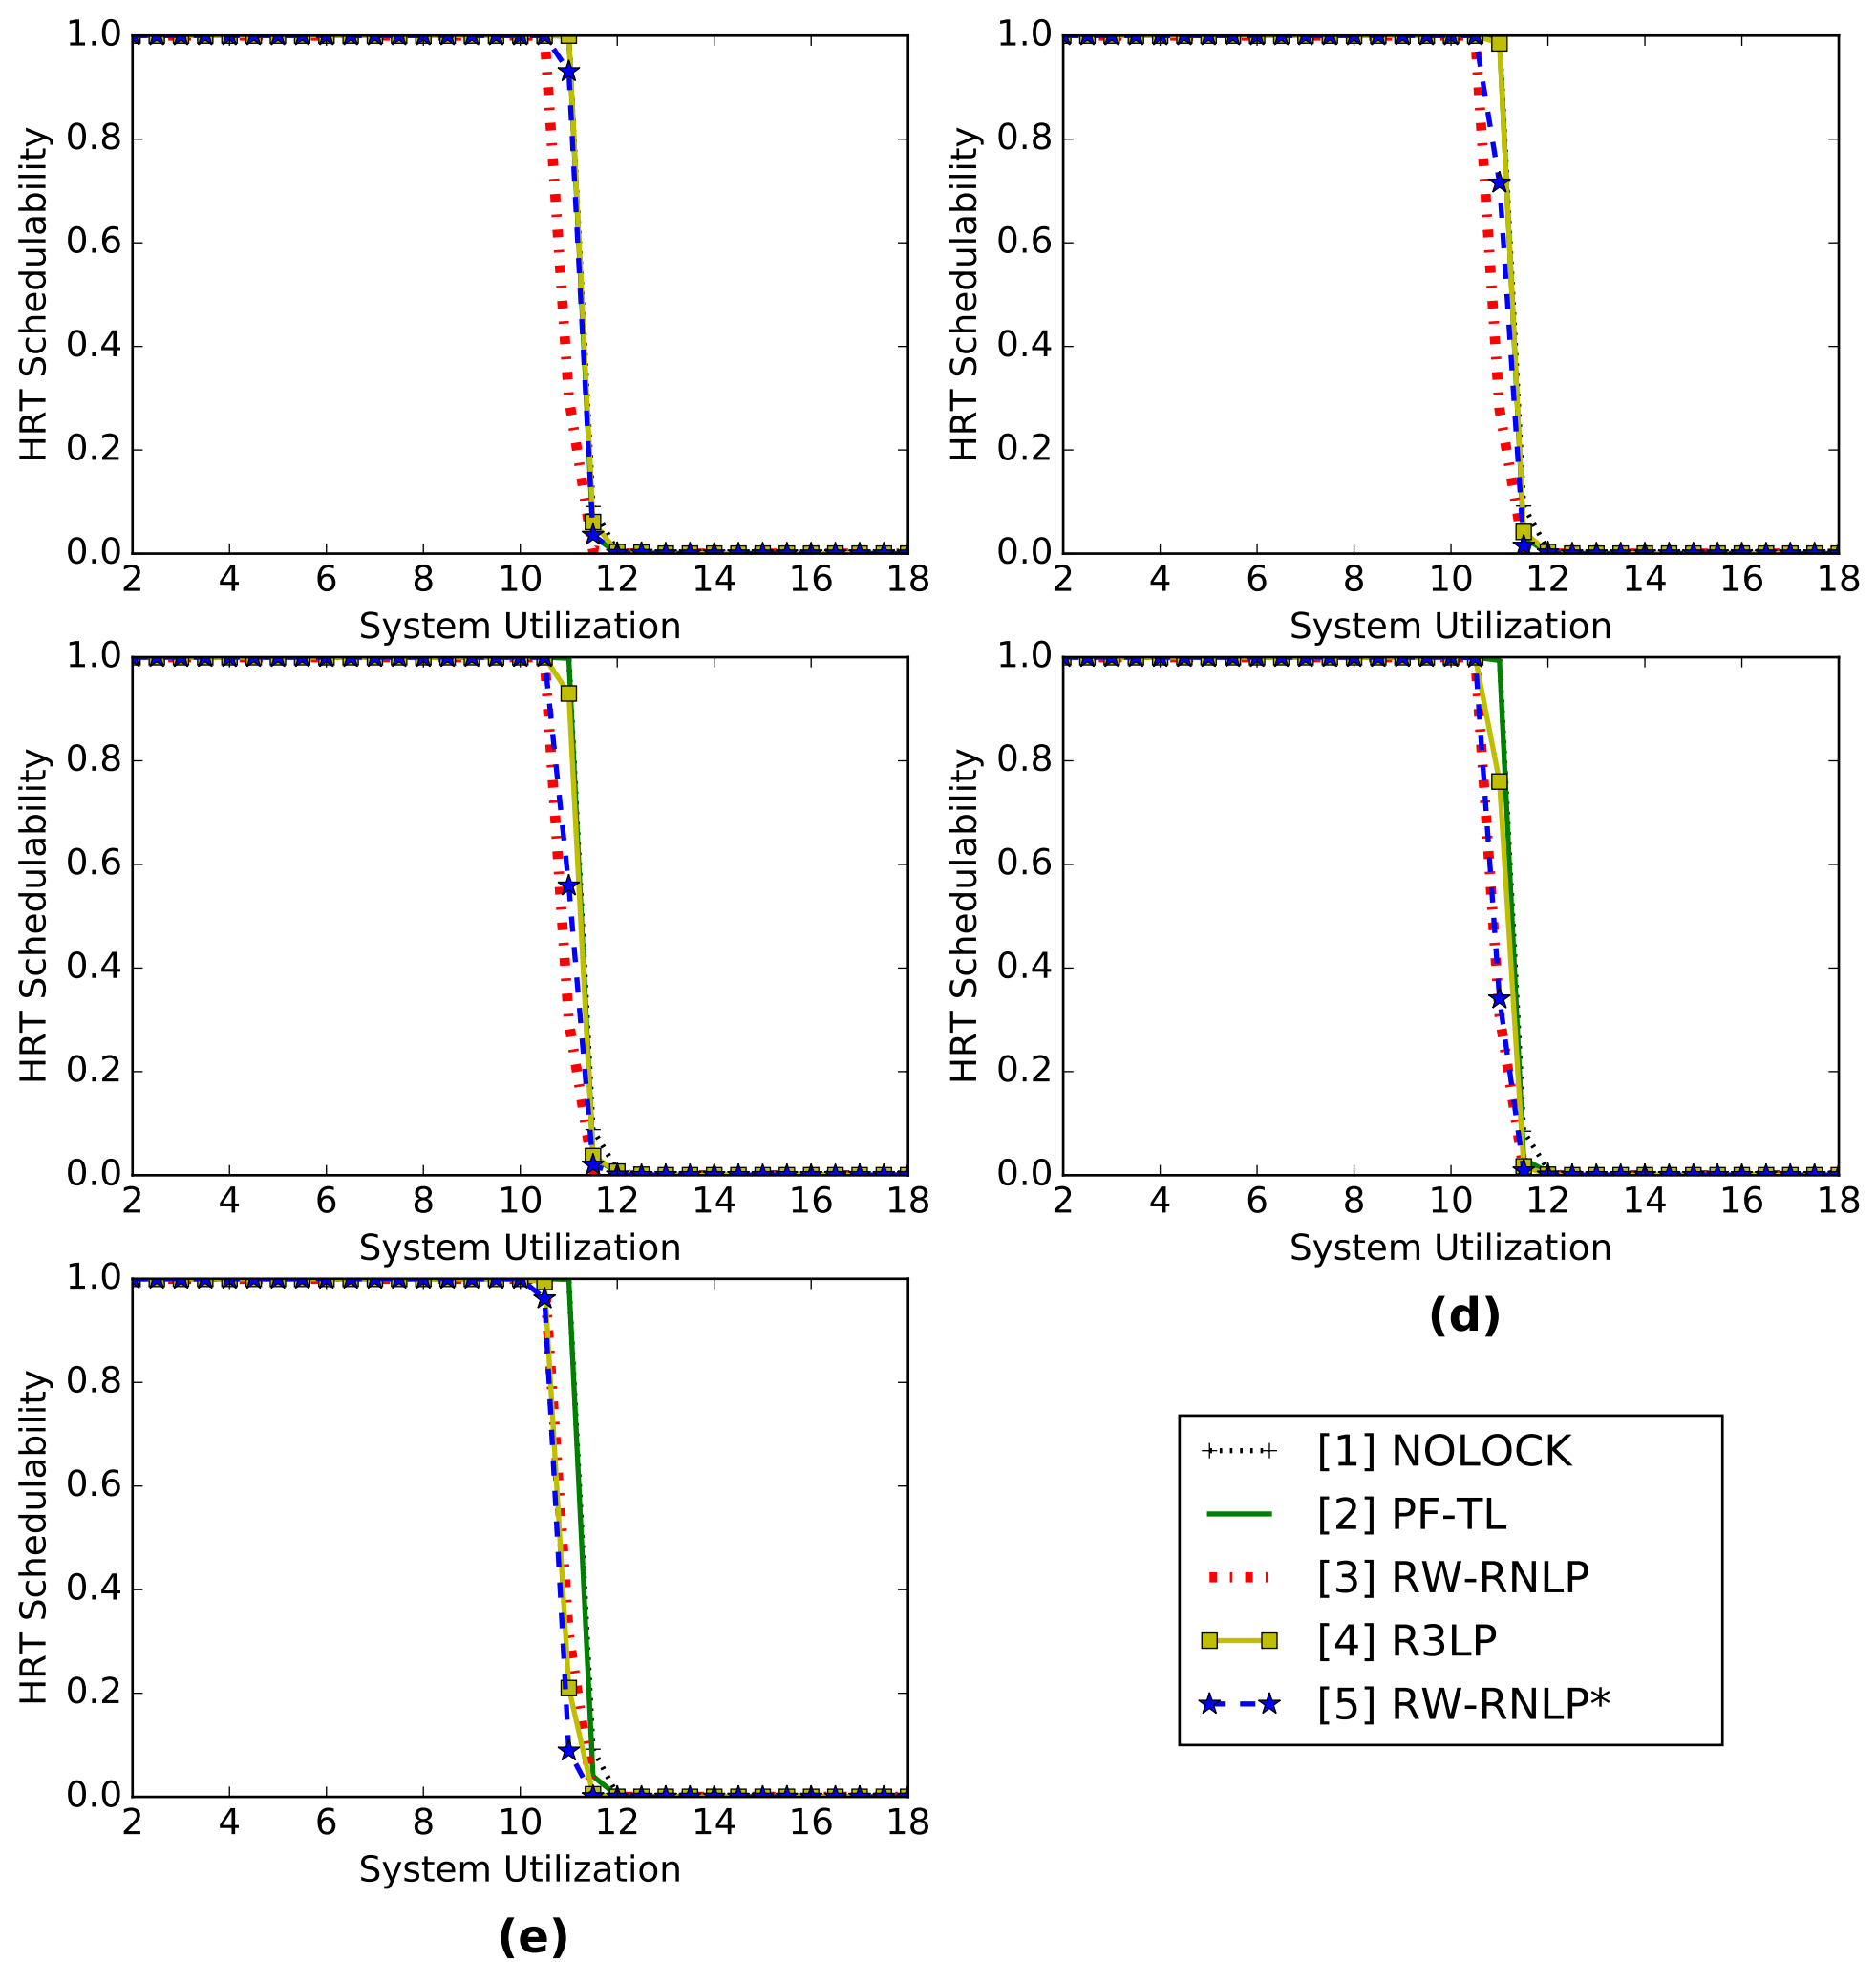 1.0
0.8
0.6
0.4
0.2
0.0
HRT Schedulability
2 4 6 8 10 12 14 16 18
System Utilization
1.0
0.8
0.6
0.4
0.2
0.0
HRT Schedulability
2 4 6 8 10 12 14 16 18
System Utilization
1.0
0.8
0.6
0.4
0.2
0.0
HRT Schedulability
2 4 6 8 10 12 14 16 18
System Utilization
1.0
0.8
0.6
0.4
0.2
0.0
HRT Schedulability
2 4 6 8 10 12 14 16 18
System Utilization
(d)
1.0
0.8
0.6
0.4
0.2
0.0
HRT Schedulability
2 4 6 8 10 12 14 16 18
System Utilization
(e)
[1] NOLOCK
[2] PF-TL
[3] RW-RNLP
[4] R3LP
[5] RW-RNLP*